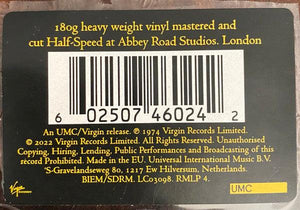 180g heavy weight vinyl mastered and
cut Half-Speed at Abbey Road Studios. London
6 02507 46024 2
An UMC/Virgin release. ℗ 1974 Virgin Records Limited.
© 2022 Virgin Records Limited. All Rights Reserved. Unauthorised
Copying, Hiring, Lending, Public Performances and Broadcasting of this
record Prohibited. Made in the EU. Universal International Music B.V.
'S-Gravelandseweg 80, 1217 Ew Hilversum, Netherlands.
BIEM/SDRM. LC03098. RMLP 4.
Virgin
UMC